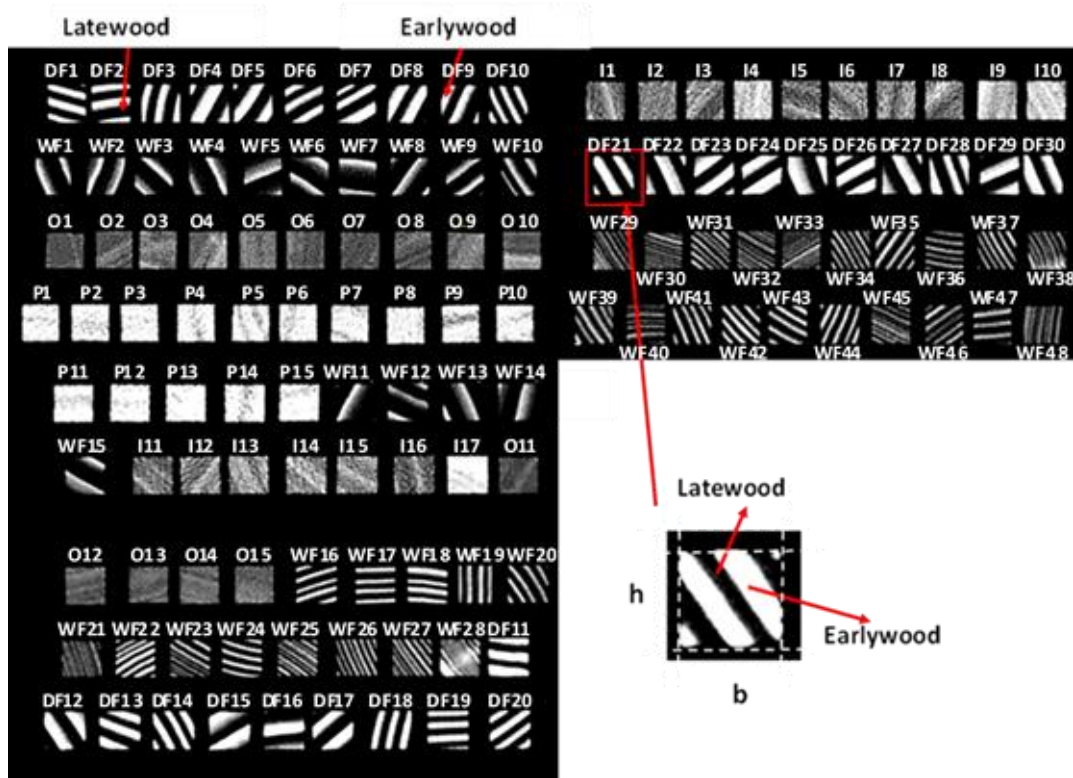 Latewood
Earlywood
DF1 DF2 DF3 DF4 DF5 DF6 DF7 DF8 DF9 DF10
WF1 WF2 WF3 WF4 WF5 WF6 WF7 WF8 WF9 WF10
O1 O2 O3 O4 O5 O6 O7 O8 O9 O10
P1 P2 P3 P4 P5 P6 P7 P8 P9 P10
P11 P12 P13 P14 P15 WF11 WF12 WF13 WF14
WF15 I11 I12 I13 I14 I15 I16 I17 O11
O12 O13 O14 O15 WF16 WF17 WF18 WF19 WF20
WF21 WF22 WF23 WF24 WF25 WF26 WF27 WF28 DF11
DF12 DF13 DF14 DF15 DF16 DF17 DF18 DF19 DF20
I1 I2 I3 I4 I5 I6 I7 I8 I9 I10
DF21 DF22 DF23 DF24 DF25 DF26 DF27 DF28 DF29 DF30
WF29 WF31 WF33 WF35 WF37
WF30 WF32 WF34 WF36 WF38
WF39 WF41 WF43 WF45 WF47
WF40 WF42 WF44 WF46 WF48
Latewood
h
Earlywood
b